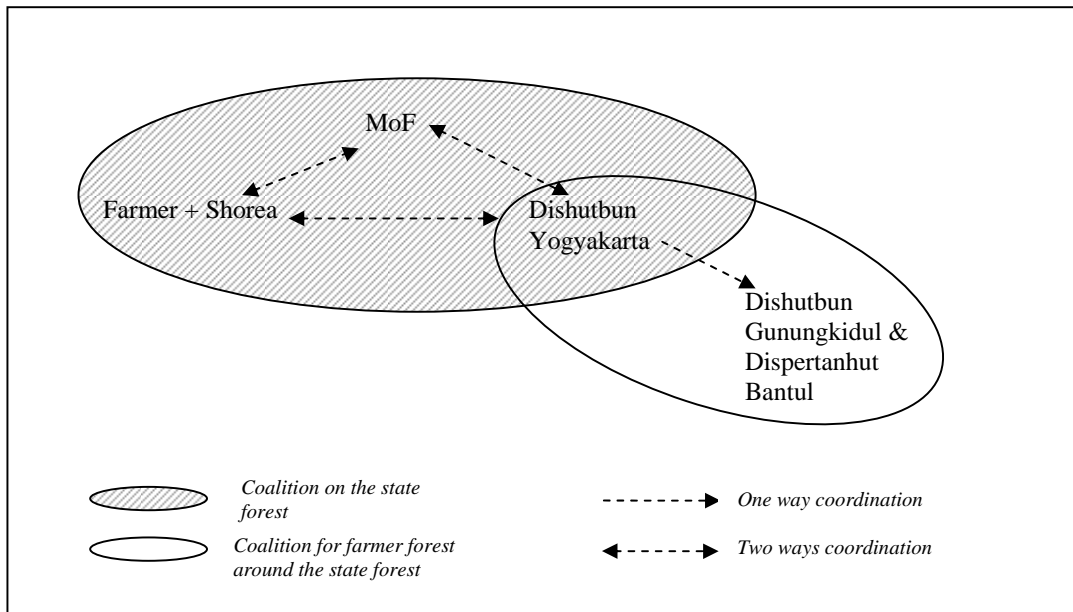 MoF
Farmer + Shorea
Dishutbun
Yogyakarta
Dishutbun
Gunungkidul &
Dispertanhut
Bantul
Coalition on the state
forest
One way coordination
Coalition for farmer forest
around the state forest
Two ways coordination